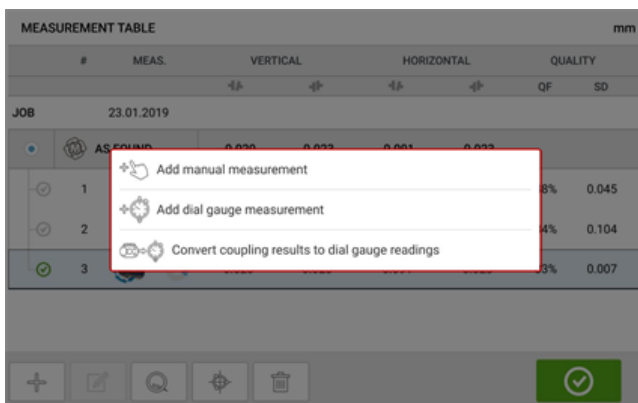 MEASUREMENT TABLE mm
# MEAS. VERTICAL HORIZONTAL QUALITY
QF SD
JOB 23.01.2019
AS FOUND
Add manual measurement
1 0.045
Add dial gauge measurement
2 0.104
Convert coupling results to dial gauge readings
3 0.007